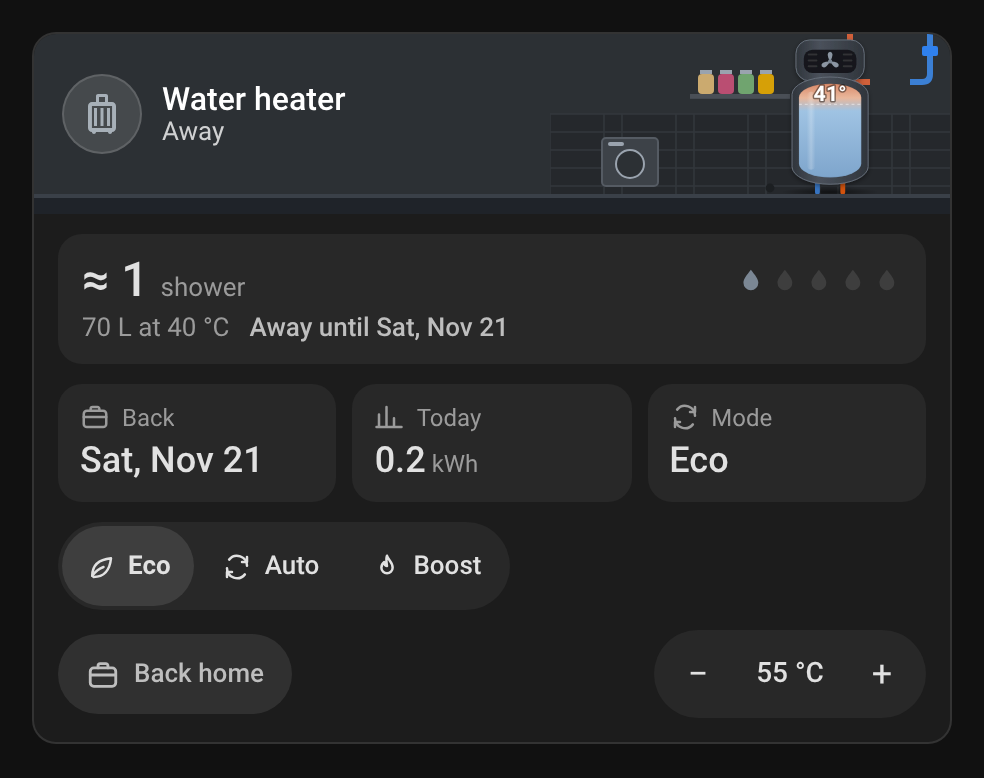 Water heater
Away
41°
≈ 1 shower
70 L at 40 °C Away until Sat, Nov 21
Back
Sat, Nov 21
Today
0.2 kWh
Mode
Eco
Eco Auto Boost
Back home
− 55 °C +